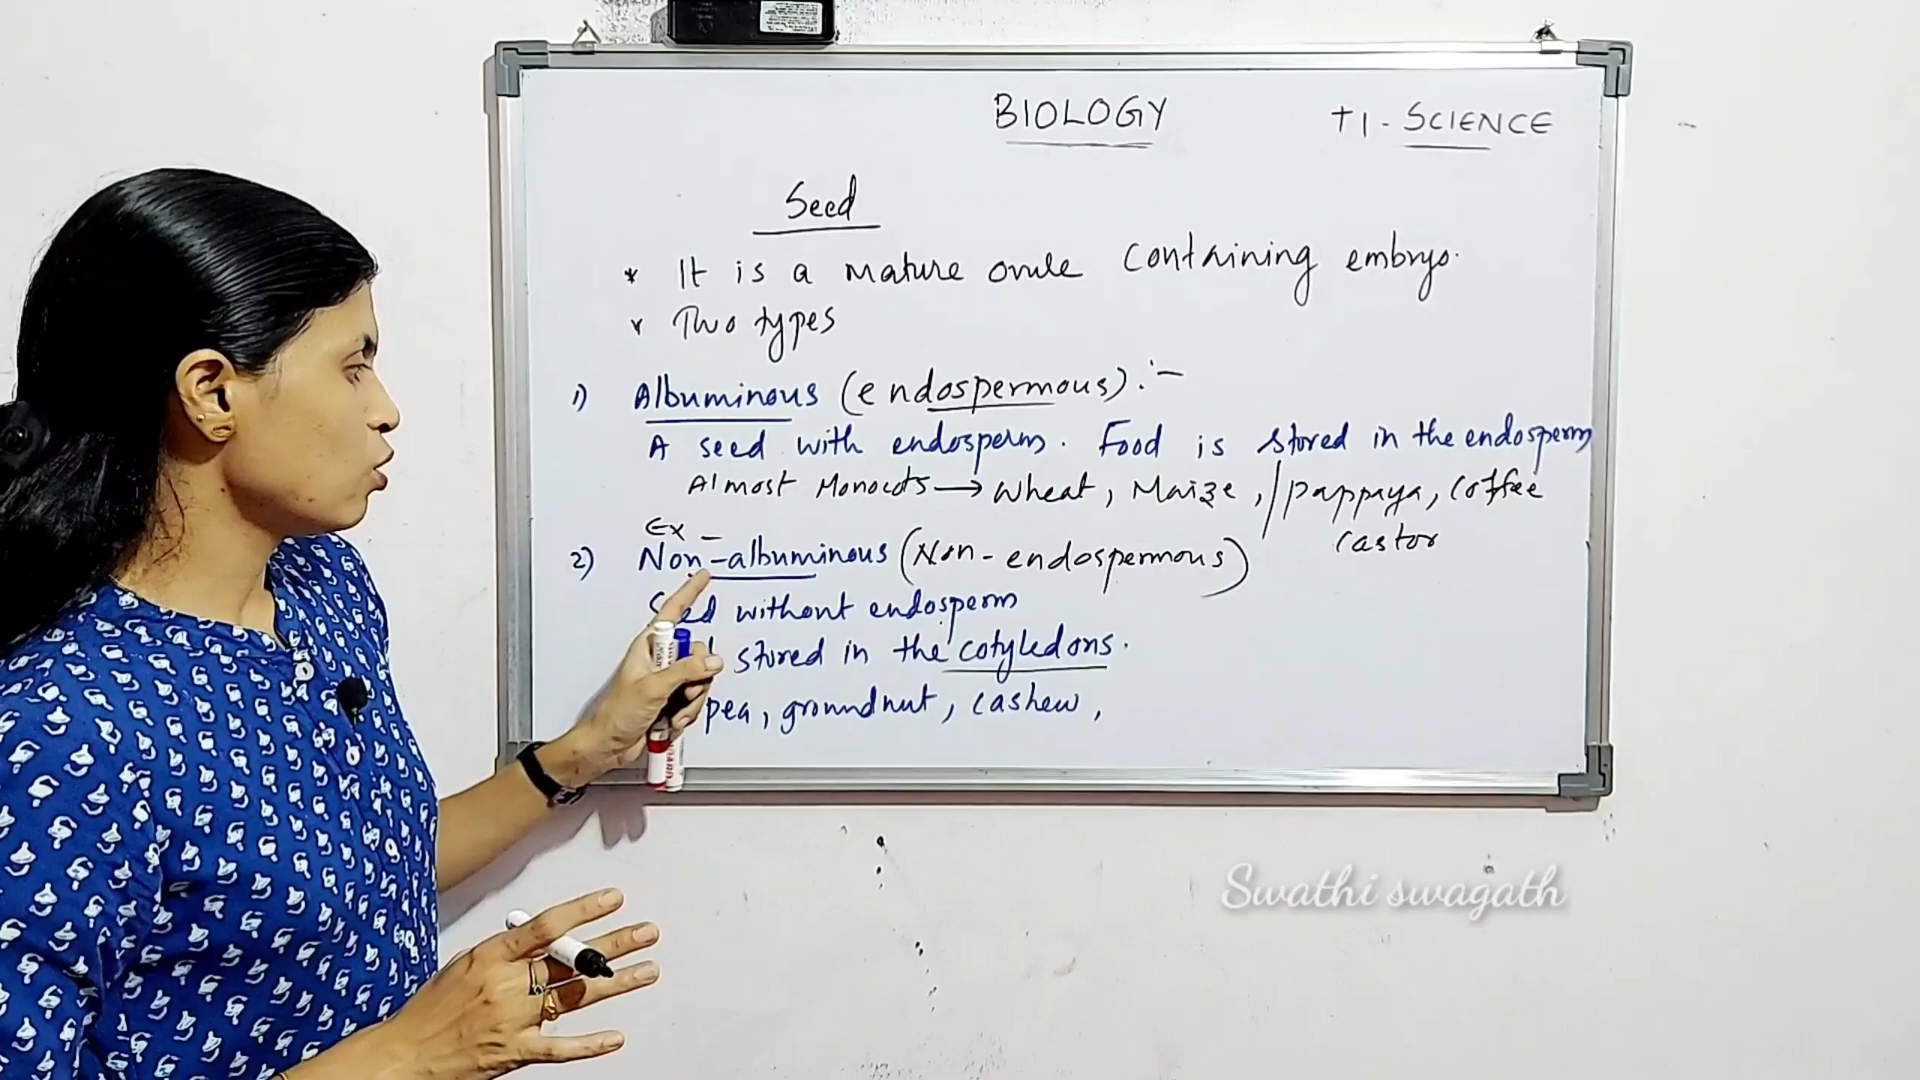 BIOLOGY
+1 - SCIENCE
Seed
* It is a mature ovule containing embryo.
* Two types
1) Albuminous (endospermous) :-
A seed with endosperm. Food is stored in the endosperm
Almost Monocots → wheat, Maize, / pappaya, coffee
castor
Ex -
2) Non-albuminous (Non-endospermous)
Seed without endosperm
stored in the cotyledons.
pea, groundnut, cashew,
Swathi swagath